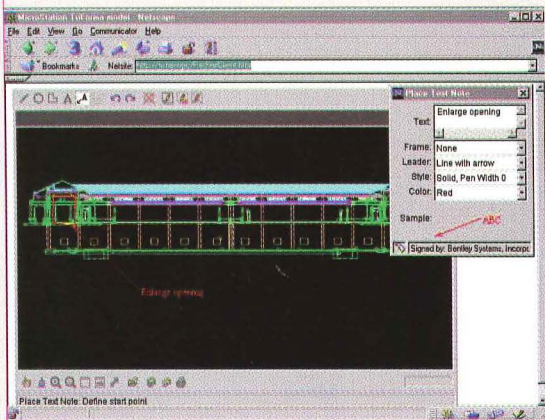 MicroStation TriForma model - Netscape
File Edit View Go Communicator Help
Bookmarks Netsite:
Place Text Note
Text: Enlarge opening
Frame: None
Leader: Line with arrow
Style: Solid, Pen Width 0
Color: Red
Sample: ABC
Signed by: Bentley Systems, Incorpc
Enlarge opening
Place Text Note: Define start point